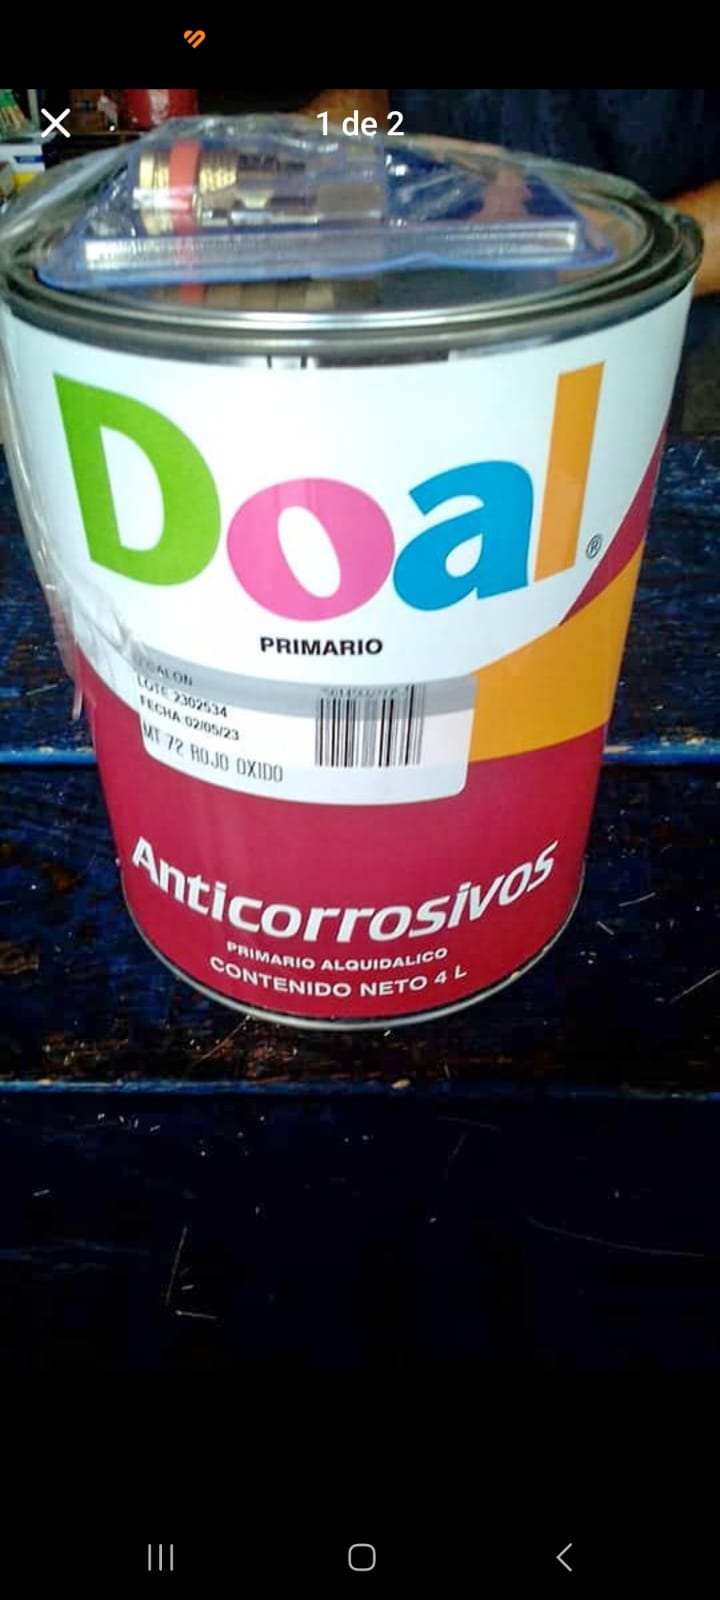 1 de 2
Doal
®
PRIMARIO
GALON
LOTE 2302534
FECHA 02/05/23
MT 72 ROJO OXIDO
Anticorrosivos
PRIMARIO ALQUIDALICO
CONTENIDO NETO 4 L